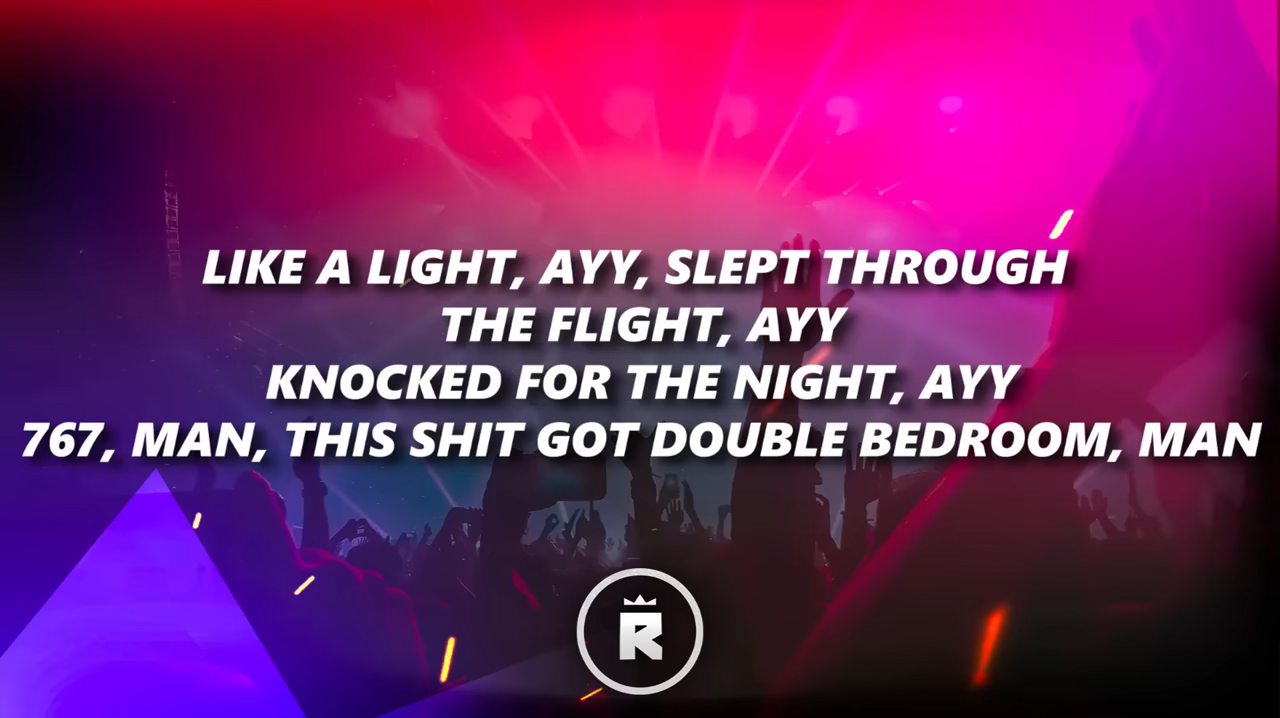 LIKE A LIGHT, AYY, SLEPT THROUGH
THE FLIGHT, AYY
KNOCKED FOR THE NIGHT, AYY
767, MAN, THIS SHIT GOT DOUBLE BEDROOM, MAN
R